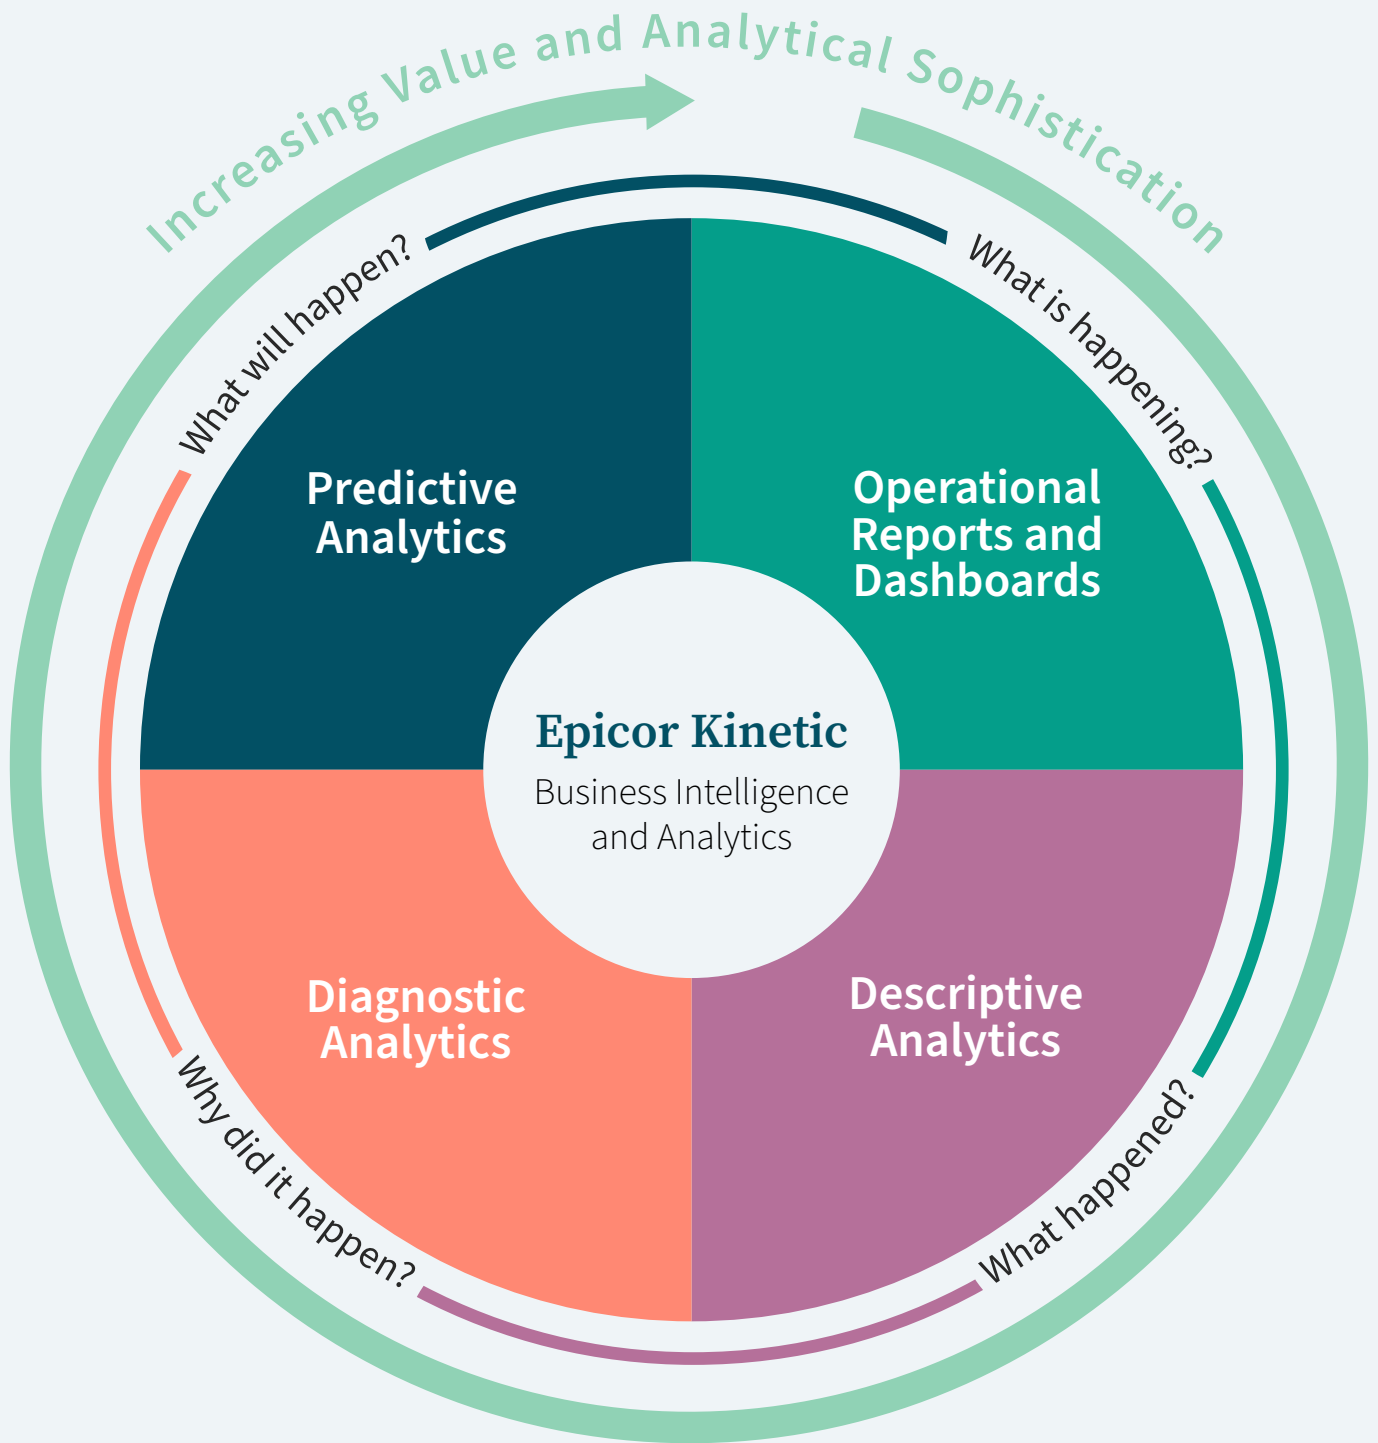 Increasing Value and Analytical Sophistication
What will happen?
What is happening?
Predictive
Analytics
Operational
Reports and
Dashboards
Epicor Kinetic
Business Intelligence
and Analytics
Diagnostic
Analytics
Descriptive
Analytics
Why did it happen?
What happened?